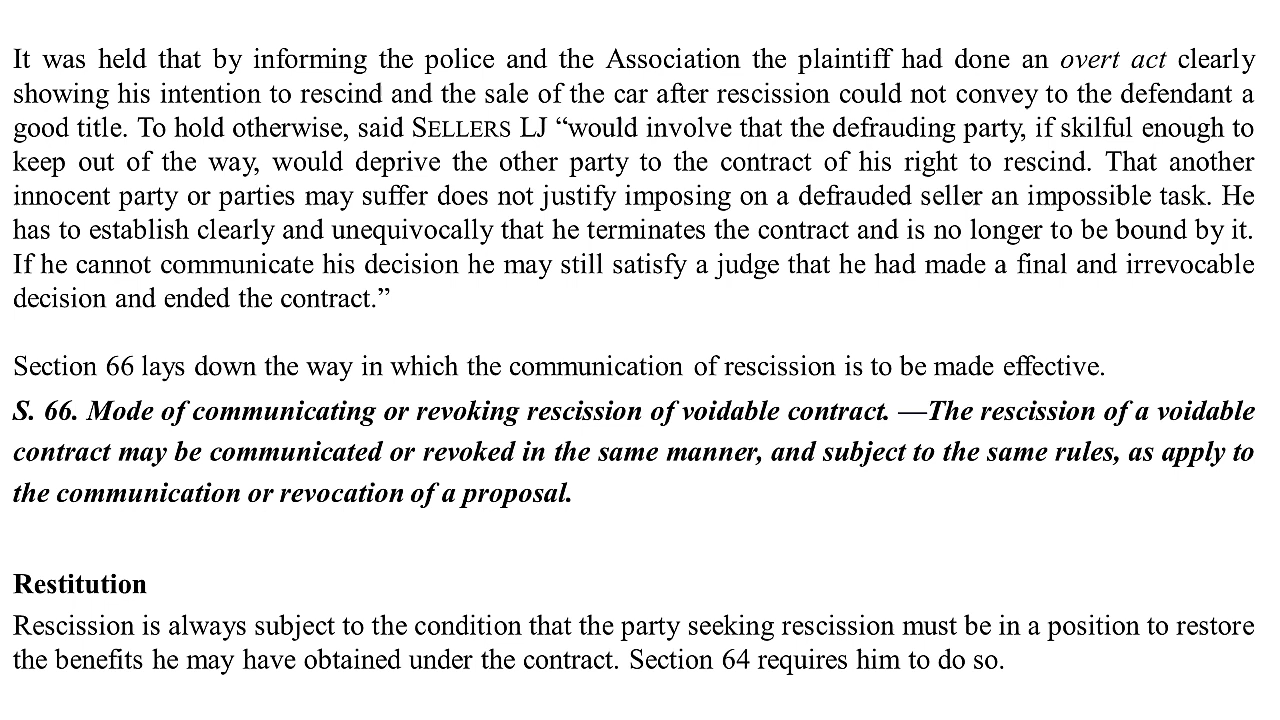 It was held that by informing the police and the Association the plaintiff had done an overt act clearly
showing his intention to rescind and the sale of the car after rescission could not convey to the defendant a
good title. To hold otherwise, said SELLERS LJ “would involve that the defrauding party, if skilful enough to
keep out of the way, would deprive the other party to the contract of his right to rescind. That another
innocent party or parties may suffer does not justify imposing on a defrauded seller an impossible task. He
has to establish clearly and unequivocally that he terminates the contract and is no longer to be bound by it.
If he cannot communicate his decision he may still satisfy a judge that he had made a final and irrevocable
decision and ended the contract.”
Section 66 lays down the way in which the communication of rescission is to be made effective.
S. 66. Mode of communicating or revoking rescission of voidable contract. —The rescission of a voidable
contract may be communicated or revoked in the same manner, and subject to the same rules, as apply to
the communication or revocation of a proposal.
Restitution
Rescission is always subject to the condition that the party seeking rescission must be in a position to restore
the benefits he may have obtained under the contract. Section 64 requires him to do so.